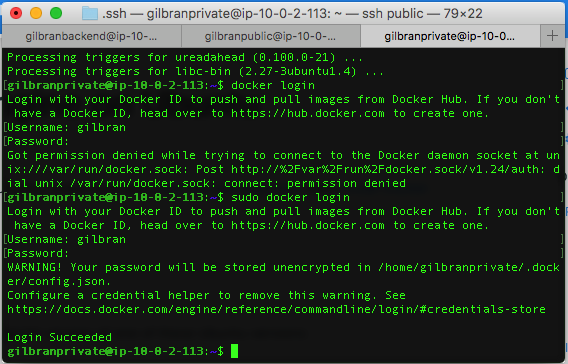 .ssh — gilbranprivate@ip-10-0-2-113: ~ — ssh public — 79×22
gilbranbackend@ip-10-... gilbranpublic@ip-10-0-... gilbranprivate@ip-10-0... +
Processing triggers for ureadahead (0.100.0-21) ...
Processing triggers for libc-bin (2.27-3ubuntu1.4) ...
[gilbranprivate@ip-10-0-2-113:~$ docker login ]
Login with your Docker ID to push and pull images from Docker Hub. If you don't
have a Docker ID, head over to https://hub.docker.com to create one.
[Username: gilbran ]
[Password: ]
Got permission denied while trying to connect to the Docker daemon socket at un
ix:///var/run/docker.sock: Post http://%2Fvar%2Frun%2Fdocker.sock/v1.24/auth: d
ial unix /var/run/docker.sock: connect: permission denied
[gilbranprivate@ip-10-0-2-113:~$ sudo docker login ]
Login with your Docker ID to push and pull images from Docker Hub. If you don't
have a Docker ID, head over to https://hub.docker.com to create one.
[Username: gilbran ]
[Password: ]
WARNING! Your password will be stored unencrypted in /home/gilbranprivate/.dock
er/config.json.
Configure a credential helper to remove this warning. See
https://docs.docker.com/engine/reference/commandline/login/#credentials-store
Login Succeeded
gilbranprivate@ip-10-0-2-113:~$